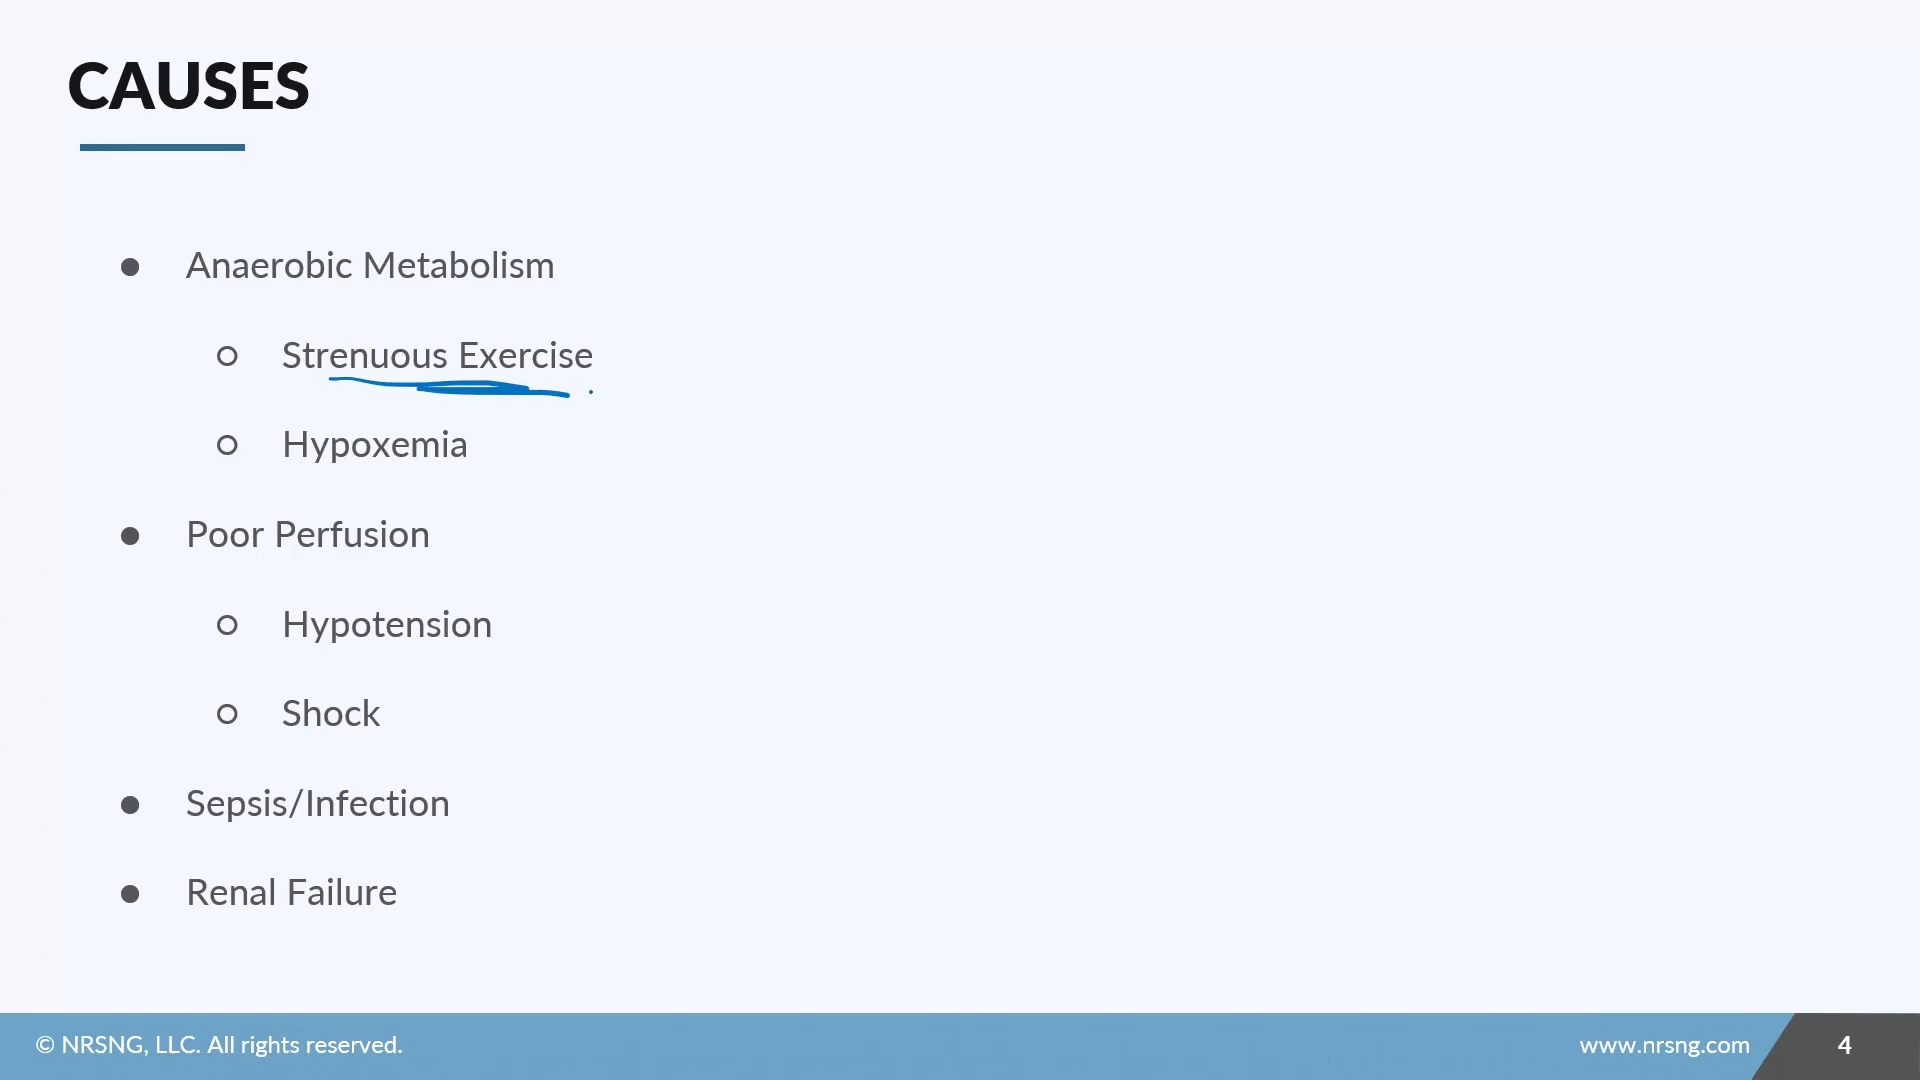 CAUSES
● Anaerobic Metabolism
○ Strenuous Exercise
○ Hypoxemia
● Poor Perfusion
○ Hypotension
○ Shock
● Sepsis/Infection
● Renal Failure
© NRSNG, LLC. All rights reserved.
www.nrsng.com
4